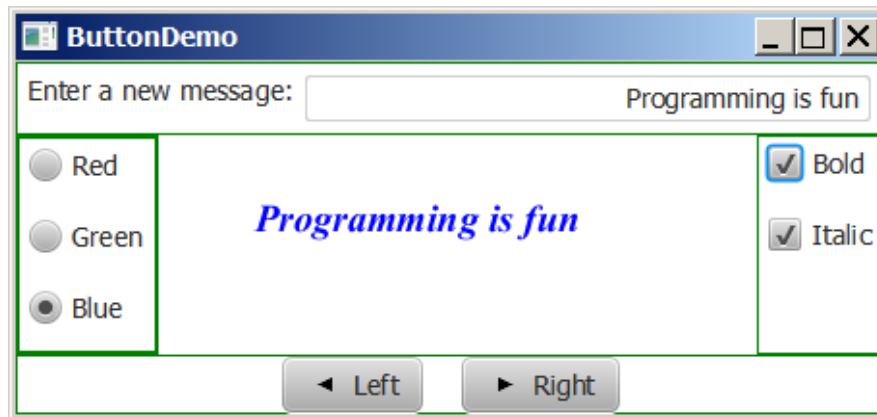 ButtonDemo
Enter a new message: Programming is fun
Red
Green
Blue
Programming is fun
Bold
Italic
Left
Right